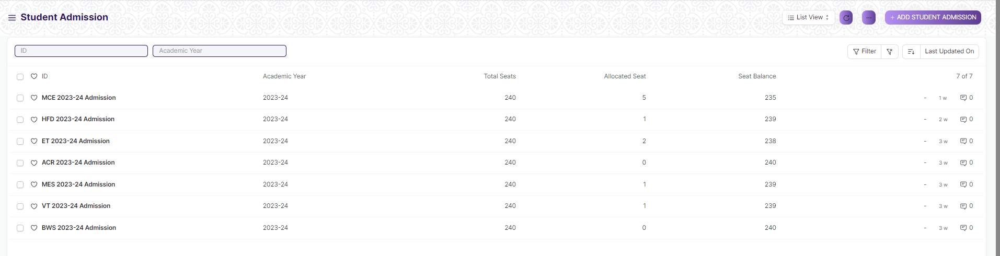 Student Admission
List View
...
+ ADD STUDENT ADMISSION
ID
Academic Year
Filter
Last Updated On
ID Academic Year Total Seats Allocated Seat Seat Balance 7 of 7
MCE 2023-24 Admission 2023-24 240 5 235 - 1 w 0
HFD 2023-24 Admission 2023-24 240 1 239 - 2 w 0
ET 2023-24 Admission 2023-24 240 2 238 - 3 w 0
ACR 2023-24 Admission 2023-24 240 0 240 - 3 w 0
MES 2023-24 Admission 2023-24 240 1 239 - 3 w 0
VT 2023-24 Admission 2023-24 240 1 239 - 3 w 0
BWS 2023-24 Admission 2023-24 240 0 240 - 3 w 0